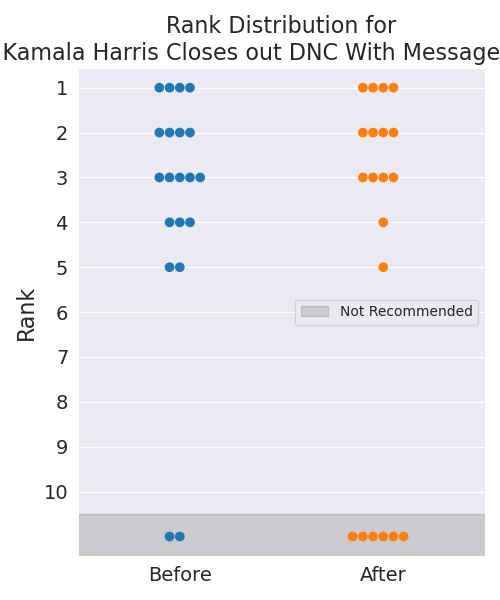 Rank Distribution for
Kamala Harris Closes out DNC With Message
1
2
3
4
5
6
7
8
9
10
Rank
Not Recommended
Before
After